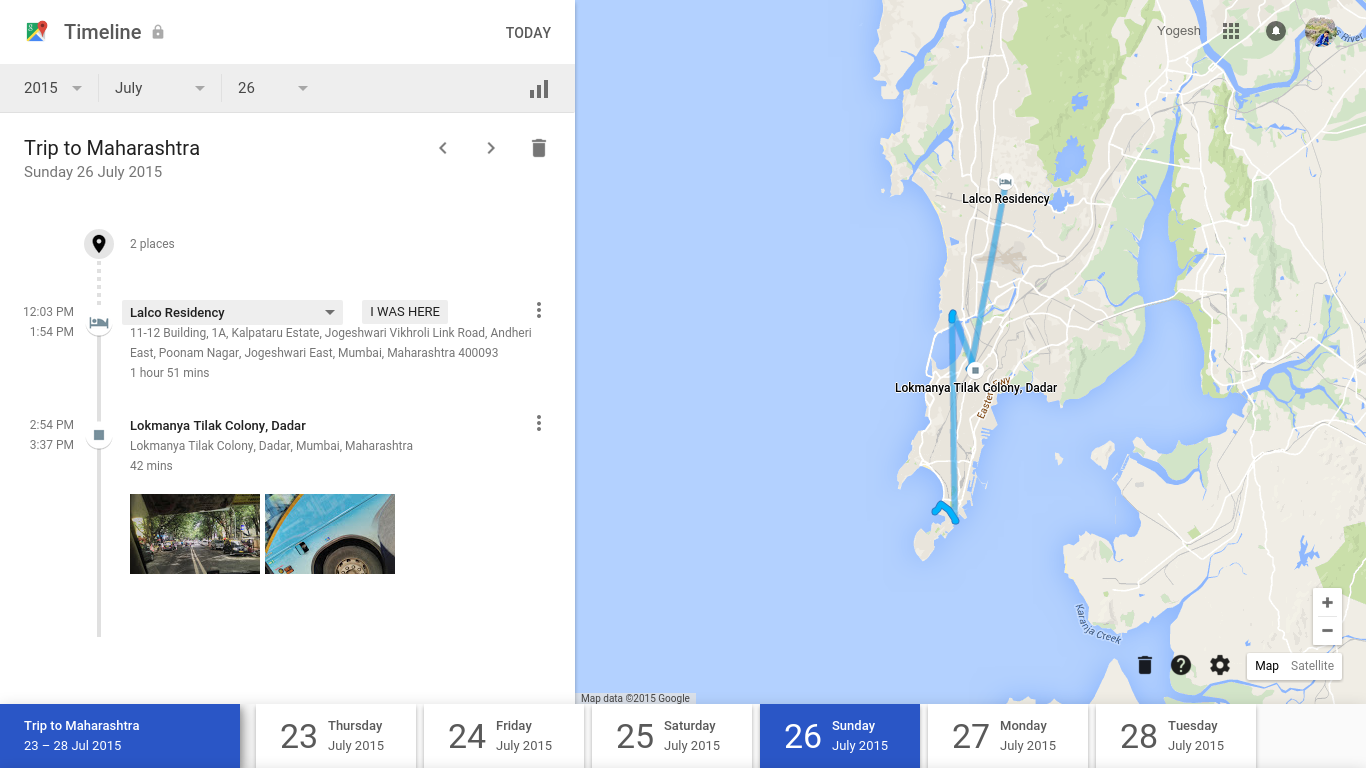 Timeline
TODAY
2015
July
26
Trip to Maharashtra
Sunday 26 July 2015
2 places
12:03 PM
1:54 PM
Lalco Residency
I WAS HERE
11-12 Building, 1A, Kalpataru Estate, Jogeshwari Vikhroli Link Road, Andheri
East, Poonam Nagar, Jogeshwari East, Mumbai, Maharashtra 400093
1 hour 51 mins
2:54 PM
3:37 PM
Lokmanya Tilak Colony, Dadar
Lokmanya Tilak Colony, Dadar, Mumbai, Maharashtra
42 mins
Yogesh
River
Lalco Residency
Lokmanya Tilak Colony, Dadar
Karanja Creek
Map
Satellite
Map data ©2015 Google
Trip to Maharashtra
23 – 28 Jul 2015
23
Thursday
July 2015
24
Friday
July 2015
25
Saturday
July 2015
26
Sunday
July 2015
27
Monday
July 2015
28
Tuesday
July 2015